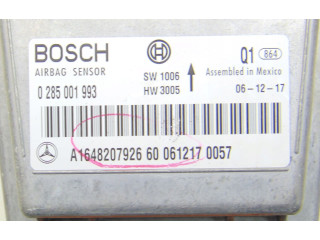 BOSCH
AIRBAG SENSOR
0 285 001 993
SW 1006
HW 3005
Q1 864
Assembled in Mexico
06-12-17
A1648207926 60 061217 0057